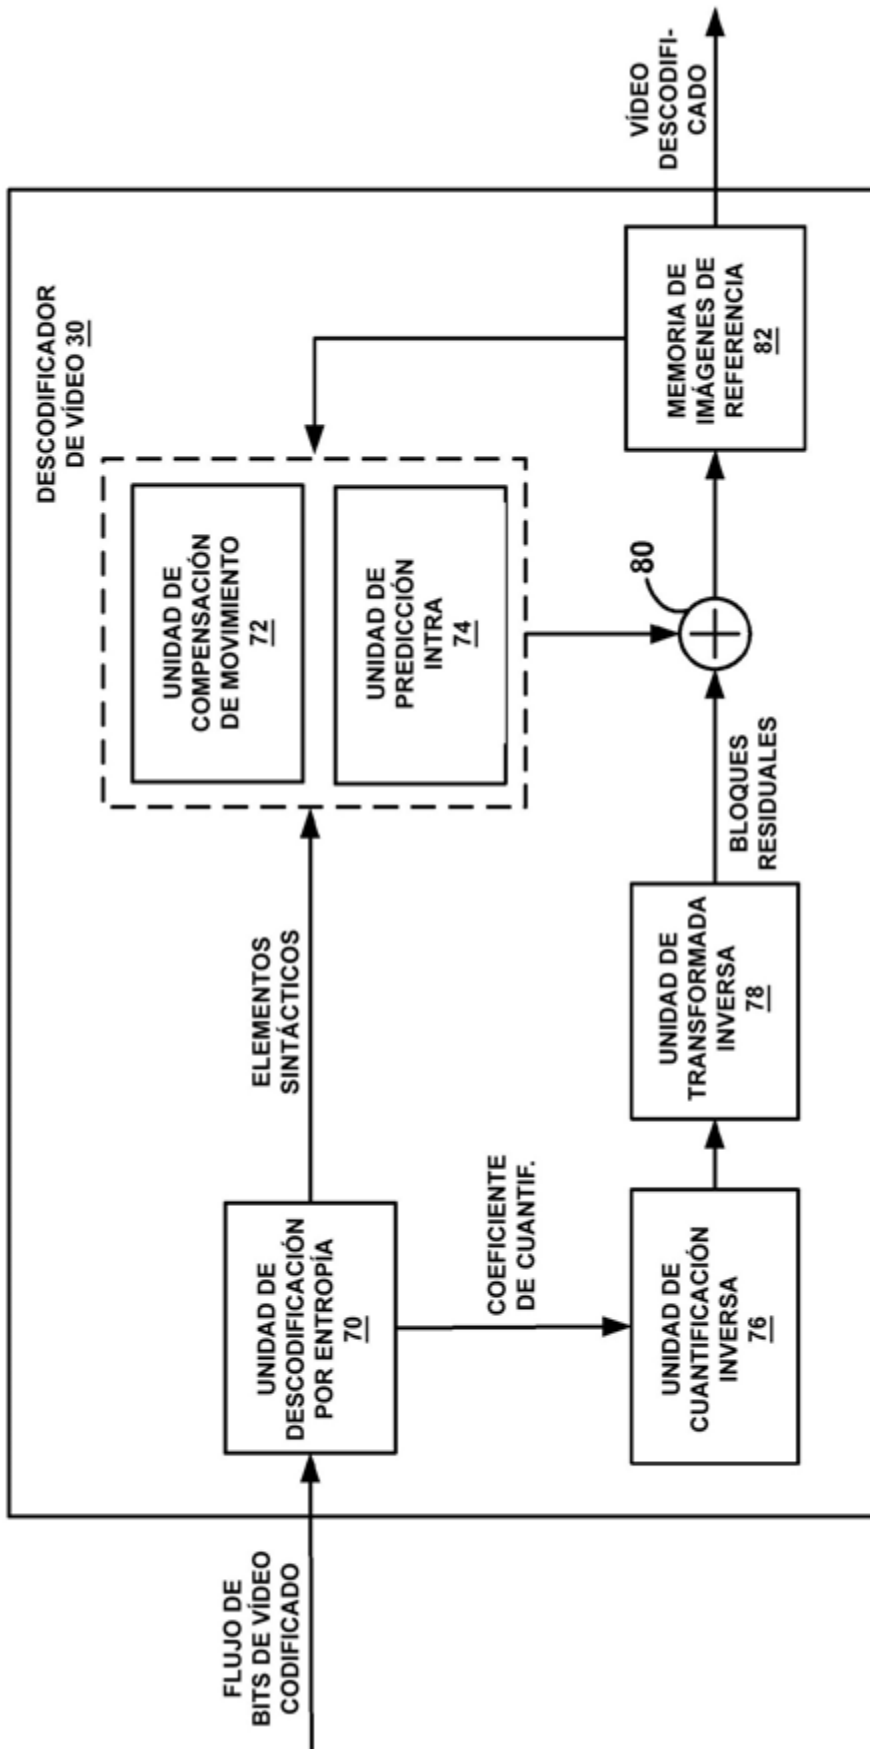 DESCODIFICADOR
DE VÍDEO 30
FLUJO DE
BITS DE VÍDEO
CODIFICADO
UNIDAD DE
DESCODIFICACIÓN
POR ENTROPÍA
70
ELEMENTOS
SINTÁCTICOS
UNIDAD DE
COMPENSACIÓN
DE MOVIMIENTO
72
UNIDAD DE
PREDICCIÓN
INTRA
74
COEFICIENTE
DE CUANTIF.
UNIDAD DE
CUANTIFICACIÓN
INVERSA
76
UNIDAD DE
TRANSFORMADA
INVERSA
78
BLOQUES
RESIDUALES
80
MEMORIA DE
IMÁGENES DE
REFERENCIA
82
VÍDEO
DESCODIFI-
CADO